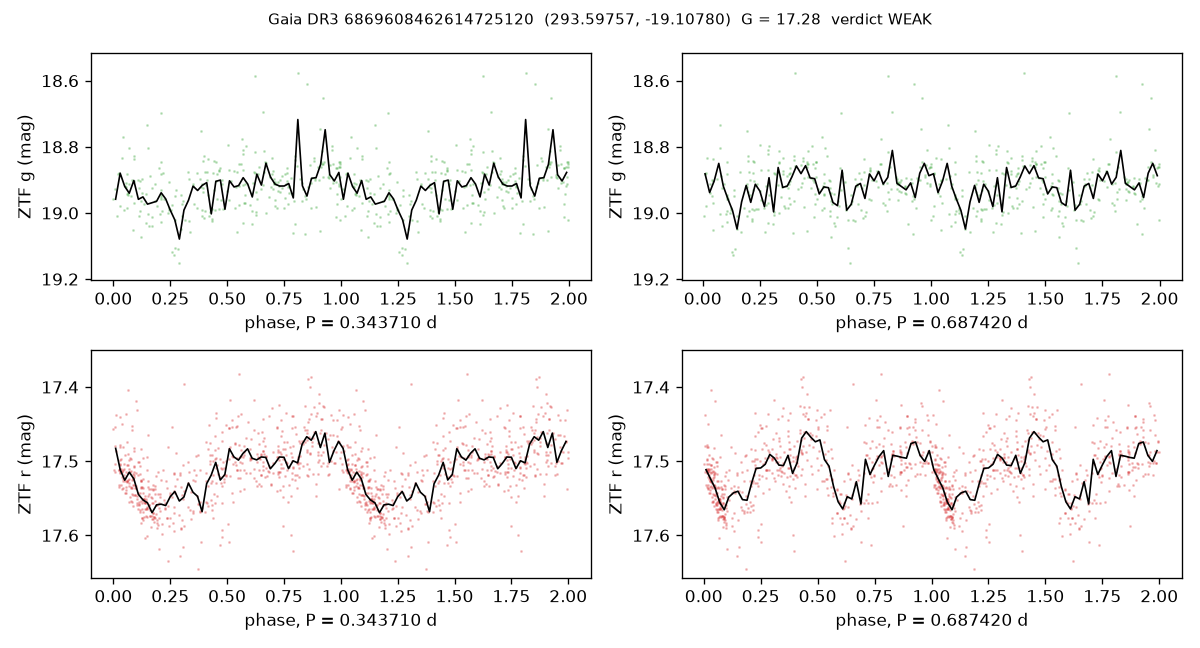 Gaia DR3 6869608462614725120 (293.59757, -19.10780) G = 17.28 verdict WEAK
ZTF g (mag)
18.6
18.8
19.0
19.2
0.00 0.25 0.50 0.75 1.00 1.25 1.50 1.75 2.00
phase, P = 0.343710 d
ZTF g (mag)
18.6
18.8
19.0
19.2
0.00 0.25 0.50 0.75 1.00 1.25 1.50 1.75 2.00
phase, P = 0.687420 d
ZTF r (mag)
17.4
17.5
17.6
0.00 0.25 0.50 0.75 1.00 1.25 1.50 1.75 2.00
phase, P = 0.343710 d
ZTF r (mag)
17.4
17.5
17.6
0.00 0.25 0.50 0.75 1.00 1.25 1.50 1.75 2.00
phase, P = 0.687420 d